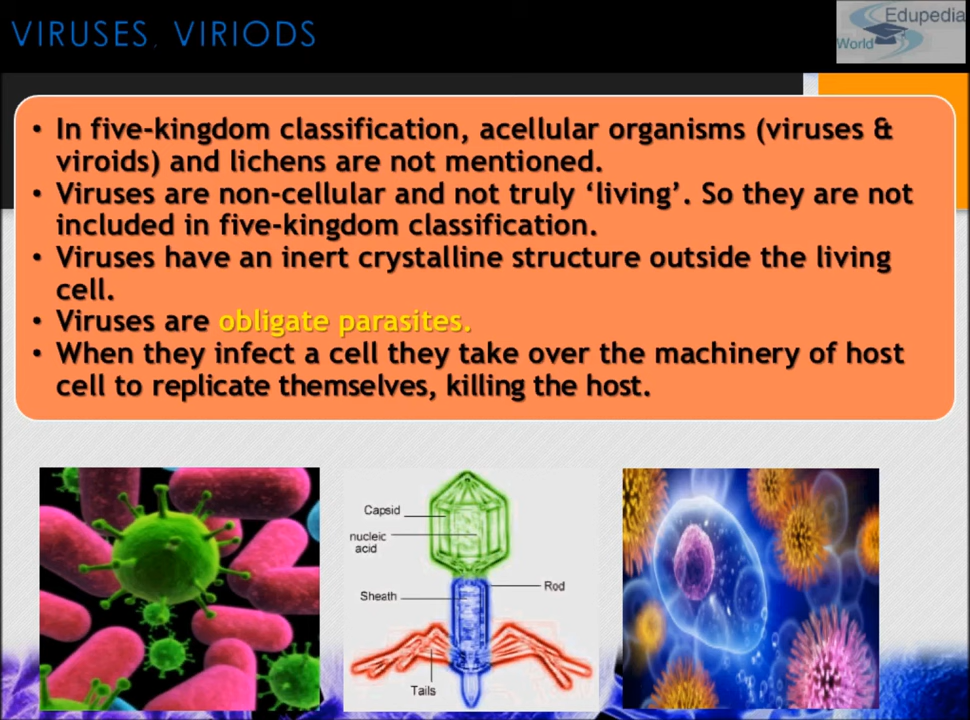 VIRUSES, VIRIODS
Edupedia
World
• In five-kingdom classification, acellular organisms (viruses &
viroids) and lichens are not mentioned.
• Viruses are non-cellular and not truly ‘living’. So they are not
included in five-kingdom classification.
• Viruses have an inert crystalline structure outside the living
cell.
• Viruses are obligate parasites.
• When they infect a cell they take over the machinery of host
cell to replicate themselves, killing the host.
Capsid
nucleic
acid
Sheath
Rod
Tails